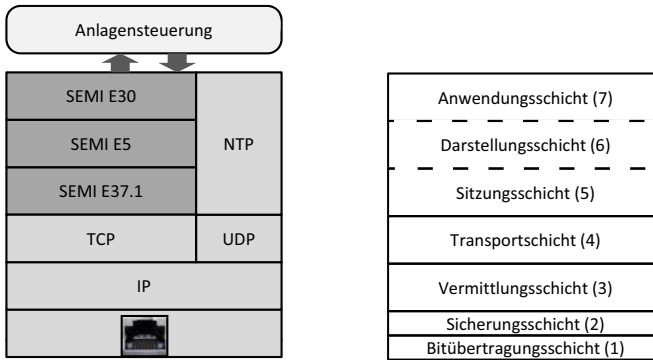 Anlagensteuerung
SEMI E30
SEMI E5
NTP
SEMI E37.1
TCP
UDP
IP
Anwendungsschicht (7)
Darstellungsschicht (6)
Sitzungsschicht (5)
Transportschicht (4)
Vermittlungsschicht (3)
Sicherungsschicht (2)
Bitübertragungsschicht (1)